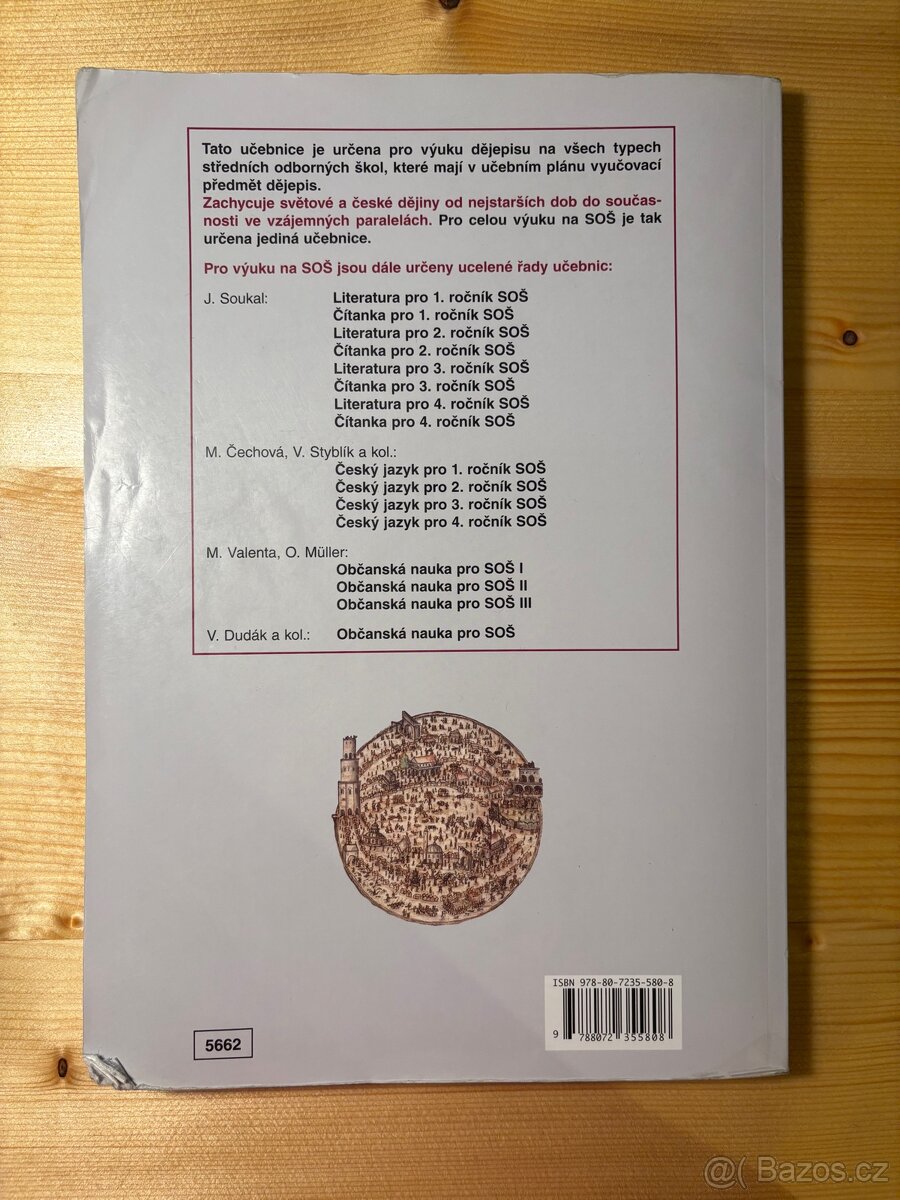 Tato učebnice je určena pro výuku dějepisu na všech typech
středních odborných škol, které mají v učebním plánu vyučovací
předmět dějepis.
Zachycuje světové a české dějiny od nejstarších dob do součas-
nosti ve vzájemných paralelách. Pro celou výuku na SOŠ je tak
určena jediná učebnice.
Pro výuku na SOŠ jsou dále určeny ucelené řady učebnic:
J. Soukal: Literatura pro 1. ročník SOŠ
Čítanka pro 1. ročník SOŠ
Literatura pro 2. ročník SOŠ
Čítanka pro 2. ročník SOŠ
Literatura pro 3. ročník SOŠ
Čítanka pro 3. ročník SOŠ
Literatura pro 4. ročník SOŠ
Čítanka pro 4. ročník SOŠ
M. Čechová, V. Styblík a kol.:
Český jazyk pro 1. ročník SOŠ
Český jazyk pro 2. ročník SOŠ
Český jazyk pro 3. ročník SOŠ
Český jazyk pro 4. ročník SOŠ
M. Valenta, O. Müller:
Občanská nauka pro SOŠ I
Občanská nauka pro SOŠ II
Občanská nauka pro SOŠ III
V. Dudák a kol.: Občanská nauka pro SOŠ
ISBN 978-80-7235-580-8
9 788072 355808
5662
@( Bazos.cz